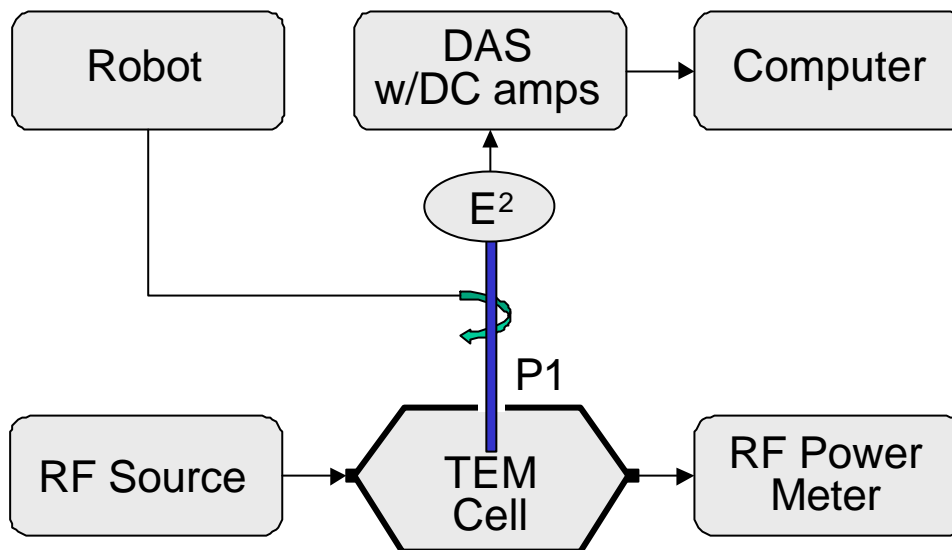 Robot
DAS
w/DC amps
Computer
E²
P1
RF Source
TEM
Cell
RF Power
Meter